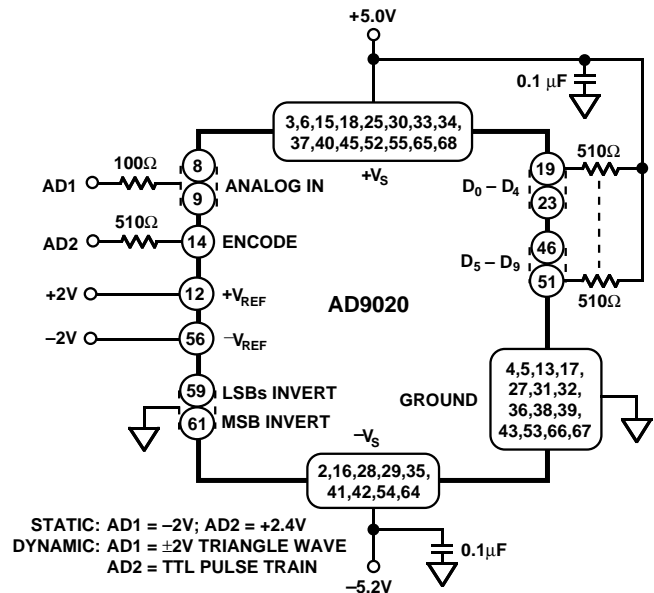 +5.0V
0.1 μF
3,6,15,18,25,30,33,34,
37,40,45,52,55,65,68
+VS
100Ω
AD1
8
9
ANALOG IN
510Ω
AD2
14
ENCODE
+2V
12
+VREF
–2V
56
–VREF
59
LSBs INVERT
61
MSB INVERT
AD9020
19
D0 – D4
23
510Ω
46
D5 – D9
51
510Ω
GROUND
4,5,13,17,
27,31,32,
36,38,39,
43,53,66,67
–VS
2,16,28,29,35,
41,42,54,64
0.1μF
–5.2V
STATIC: AD1 = –2V; AD2 = +2.4V
DYNAMIC: AD1 = ±2V TRIANGLE WAVE
AD2 = TTL PULSE TRAIN